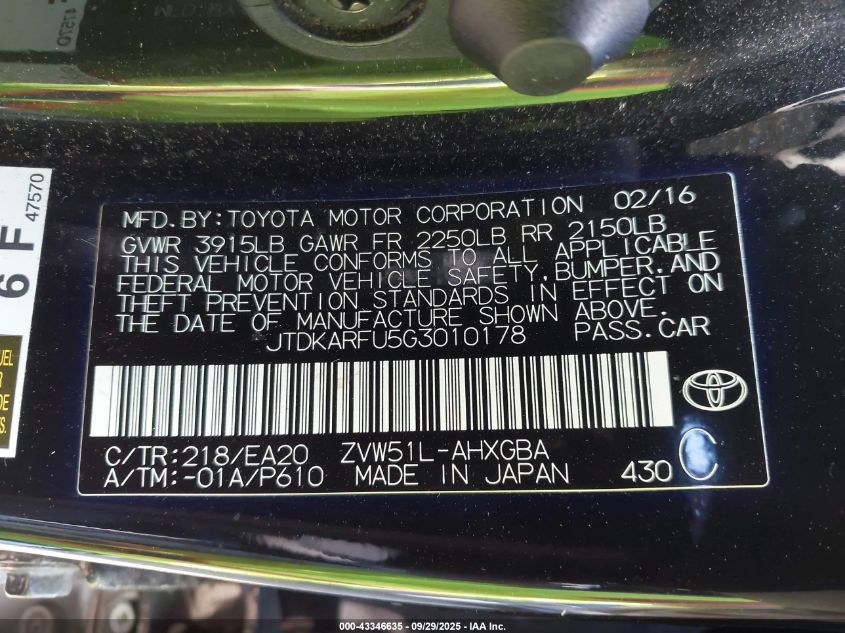 47570
MFD.BY:TOYOTA MOTOR CORPORATION 02/16
GVWR 3915LB GAWR FR 2250LB RR 2150LB
THIS VEHICLE CONFORMS TO ALL APPLICABLE
FEDERAL MOTOR VEHICLE SAFETY,BUMPER,AND
THEFT PREVENTION STANDARDS IN EFFECT ON
THE DATE OF MANUFACTURE SHOWN ABOVE.
JTDKARFU5G3010178 PASS.CAR
C/TR:218/EA20 ZVW51L-AHXGBA
A/TM:-01A/P610 MADE IN JAPAN 430 C
6 F
47570
000-43346635 - 09/29/2025 - IAA Inc.